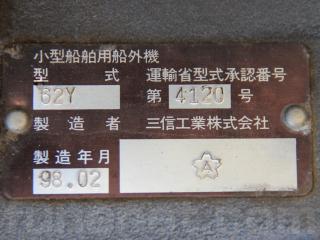 小型船舶用船外機
型式 運輸省型式承認番号
62Y 第 4120 号
製造者 三信工業株式会社
製造年月
98.02
A